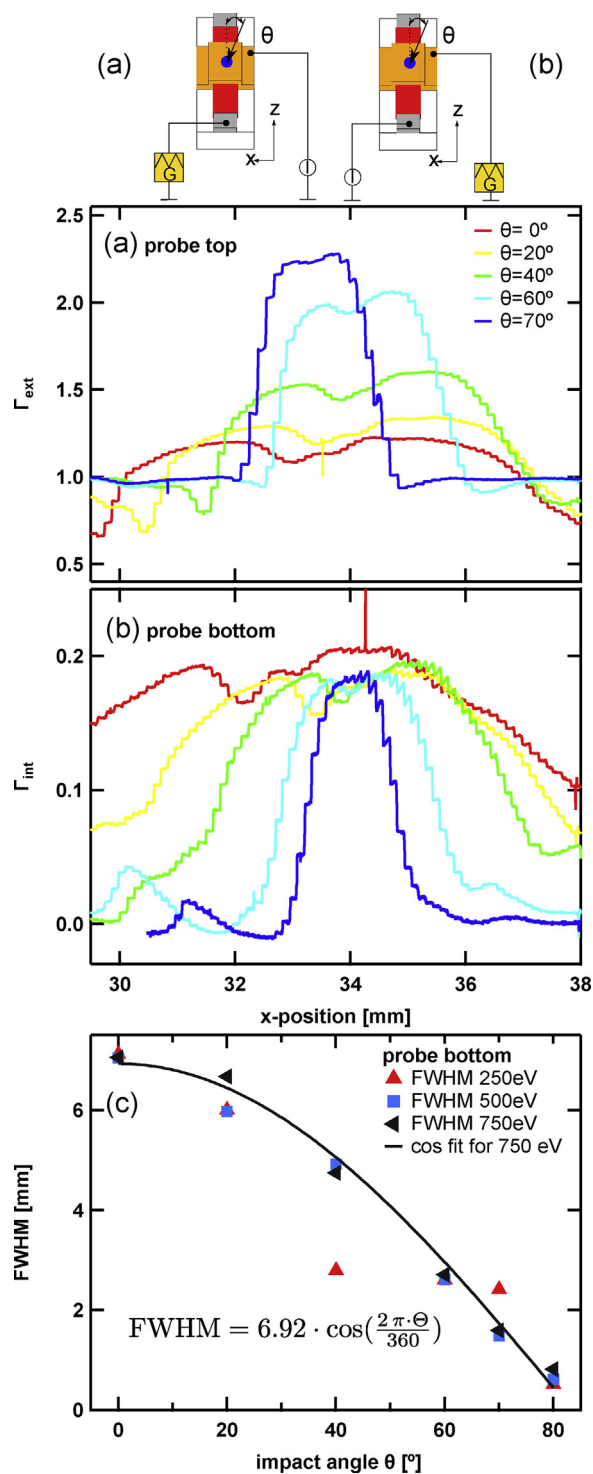 (a)
θ
Z
X
G
I
θ
(b)
Z
X
I
G
(a) probe top
θ= 0º
θ=20º
θ=40º
θ=60º
θ=70º
2.5
2.0
1.5
1.0
0.5
Γext
(b) probe bottom
0.2
0.1
0.0
Γint
30 32 34 36 38
x-position [mm]
(c)
probe bottom
FWHM 250eV
FWHM 500eV
FWHM 750eV
cos fit for 750 eV
6
4
2
0
FWHM [mm]
FWHM = 6.92 · cos(2 π·Θ/360)
0 20 40 60 80
impact angle θ [º]